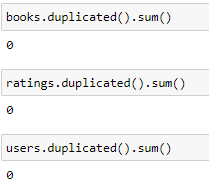 books.duplicated().sum()
0
ratings.duplicated().sum()
0
users.duplicated().sum()
0